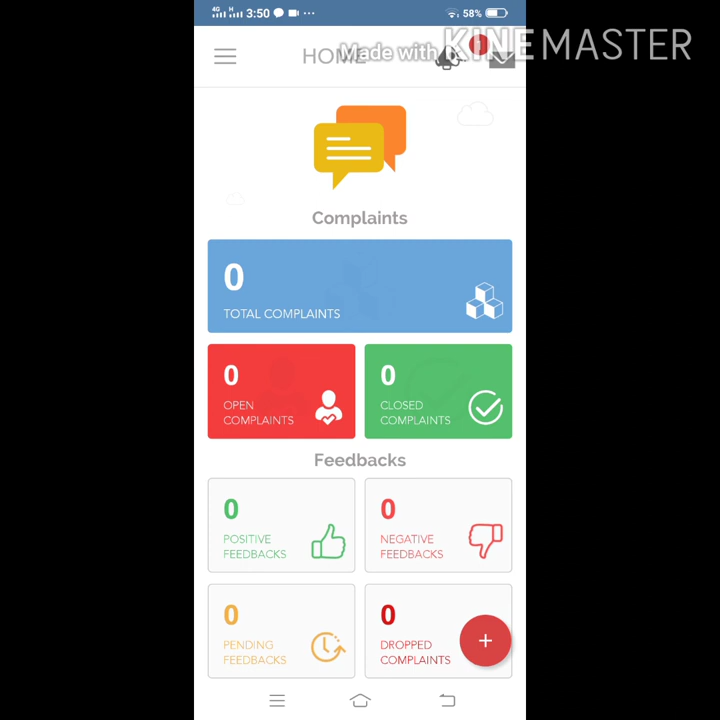 4G H 3:50 58%
HOME
Made with KINEMASTER
Complaints
0
TOTAL COMPLAINTS
0
OPEN
COMPLAINTS
0
CLOSED
COMPLAINTS
Feedbacks
0
POSITIVE
FEEDBACKS
0
NEGATIVE
FEEDBACKS
0
PENDING
FEEDBACKS
0
DROPPED
COMPLAINTS
+